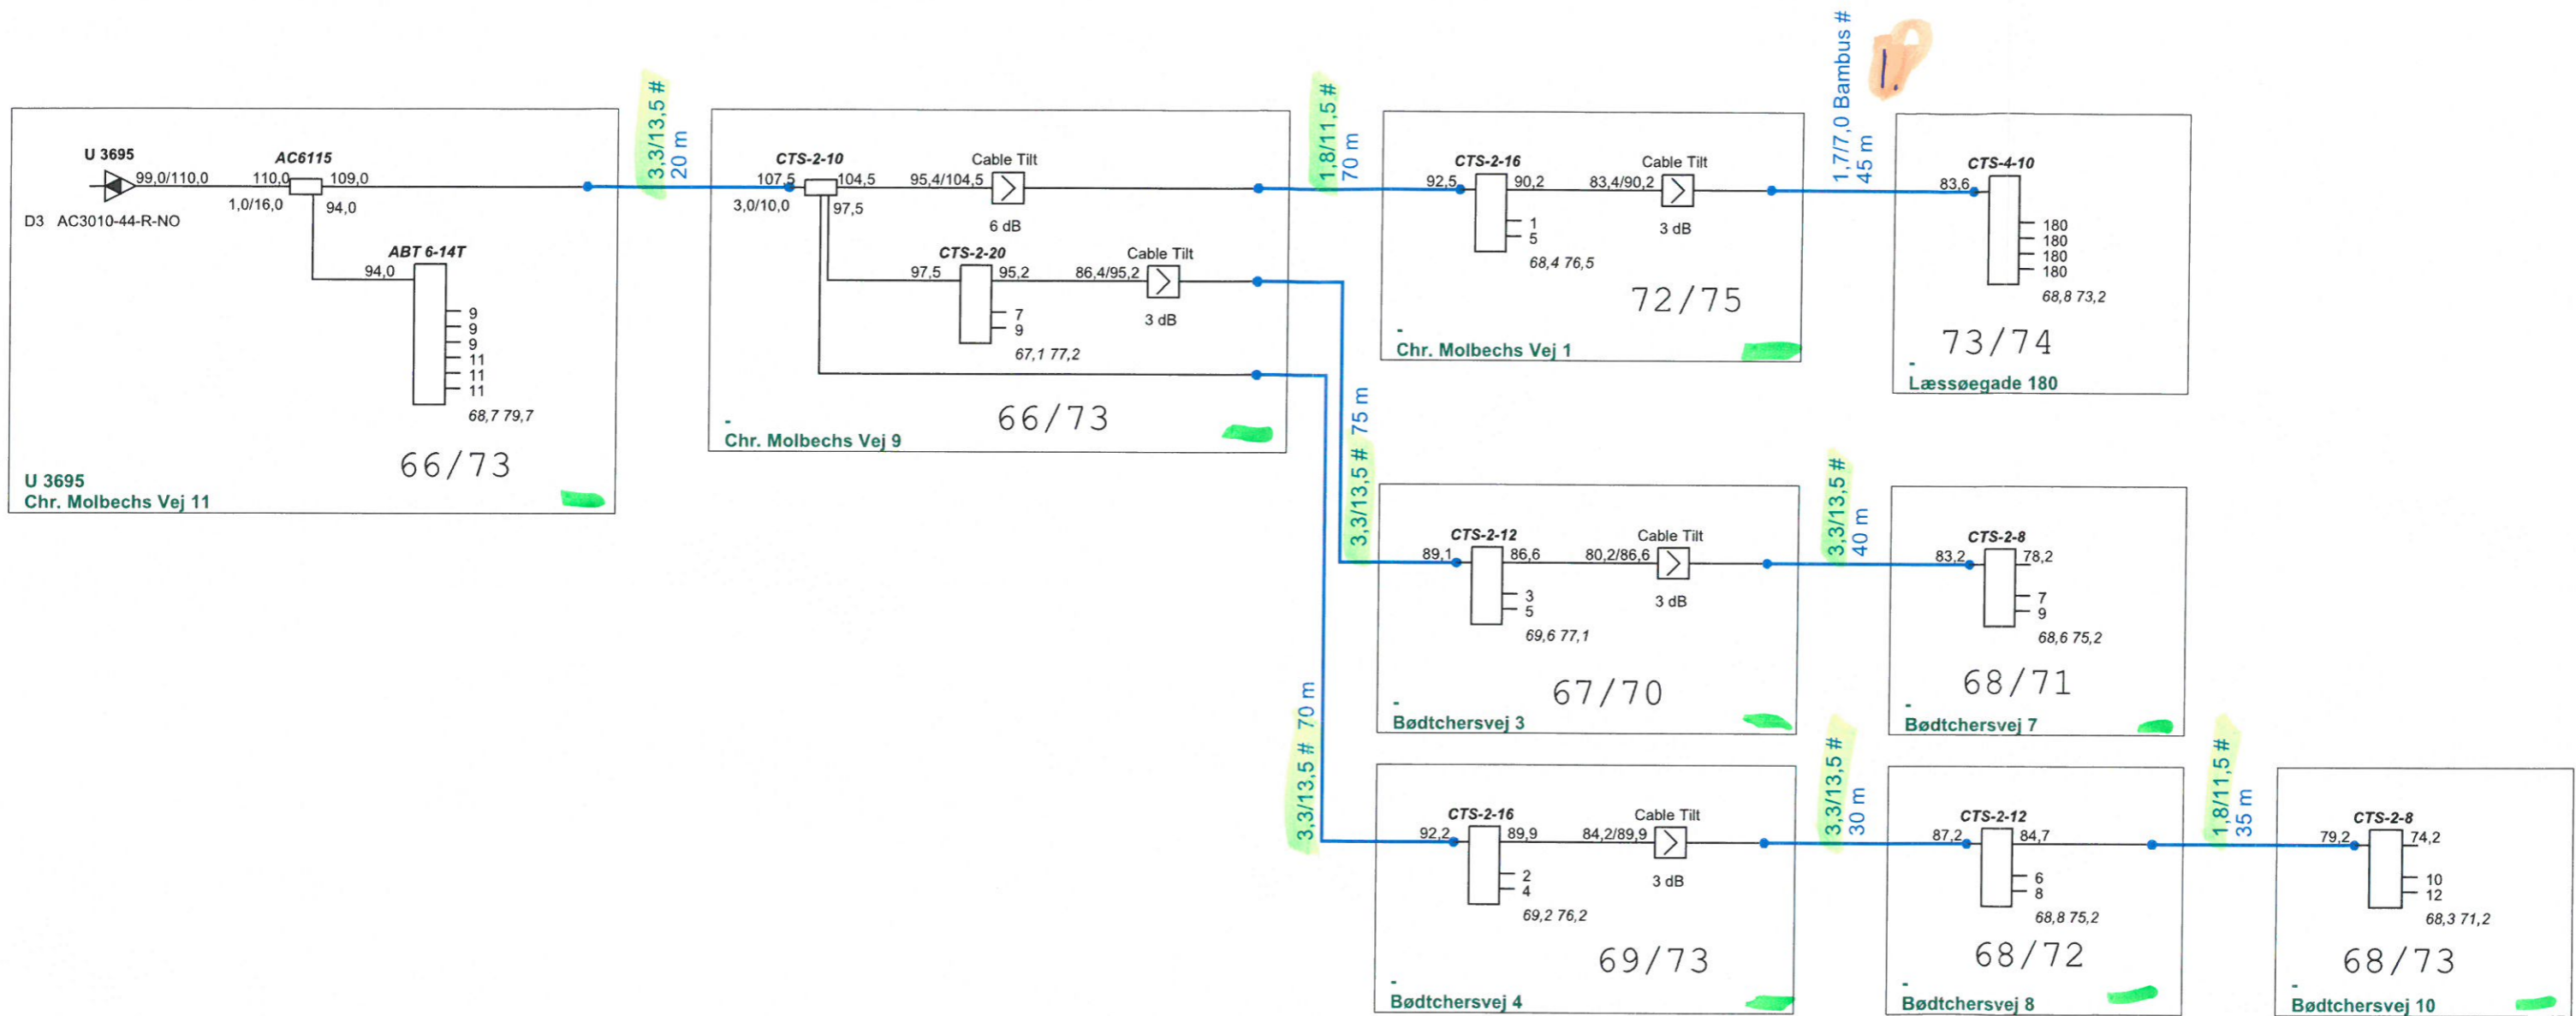 U 3695
99,0/110,0
D3 AC3010-44-R-NO
AC6115
110,0
109,0
1,0/16,0
94,0
ABT 6-14T
94,0
9
9
9
11
11
11
68,7 79,7
66/73
U 3695
Chr. Molbechs Vej 11
3,3/13,5 #
20 m
CTS-2-10
107,5
104,5
3,0/10,0
97,5
95,4/104,5
Cable Tilt
6 dB
CTS-2-20
97,5
95,2
86,4/95,2
Cable Tilt
3 dB
7
9
67,1 77,2
66/73
-
Chr. Molbechs Vej 9
1,8/11,5 #
70 m
CTS-2-16
92,5
90,2
83,4/90,2
Cable Tilt
3 dB
1
5
68,4 76,5
72/75
-
Chr. Molbechs Vej 1
1,7/7,0 Bambus #
45 m
!
CTS-4-10
83,6
180
180
180
180
68,8 73,2
73/74
-
Læssøegade 180
3,3/13,5 # 75 m
CTS-2-12
89,1
86,6
80,2/86,6
Cable Tilt
3 dB
3
5
69,6 77,1
67/70
-
Bødtchersvej 3
3,3/13,5 #
40 m
CTS-2-8
83,2
78,2
7
9
68,6 75,2
68/71
-
Bødtchersvej 7
3,3/13,5 # 70 m
CTS-2-16
92,2
89,9
84,2/89,9
Cable Tilt
3 dB
2
4
69,2 76,2
69/73
-
Bødtchersvej 4
3,3/13,5 #
30 m
CTS-2-12
87,2
84,7
6
8
68,8 75,2
68/72
-
Bødtchersvej 8
1,8/11,5 #
35 m
CTS-2-8
79,2
74,2
10
12
68,3 71,2
68/73
-
Bødtchersvej 10